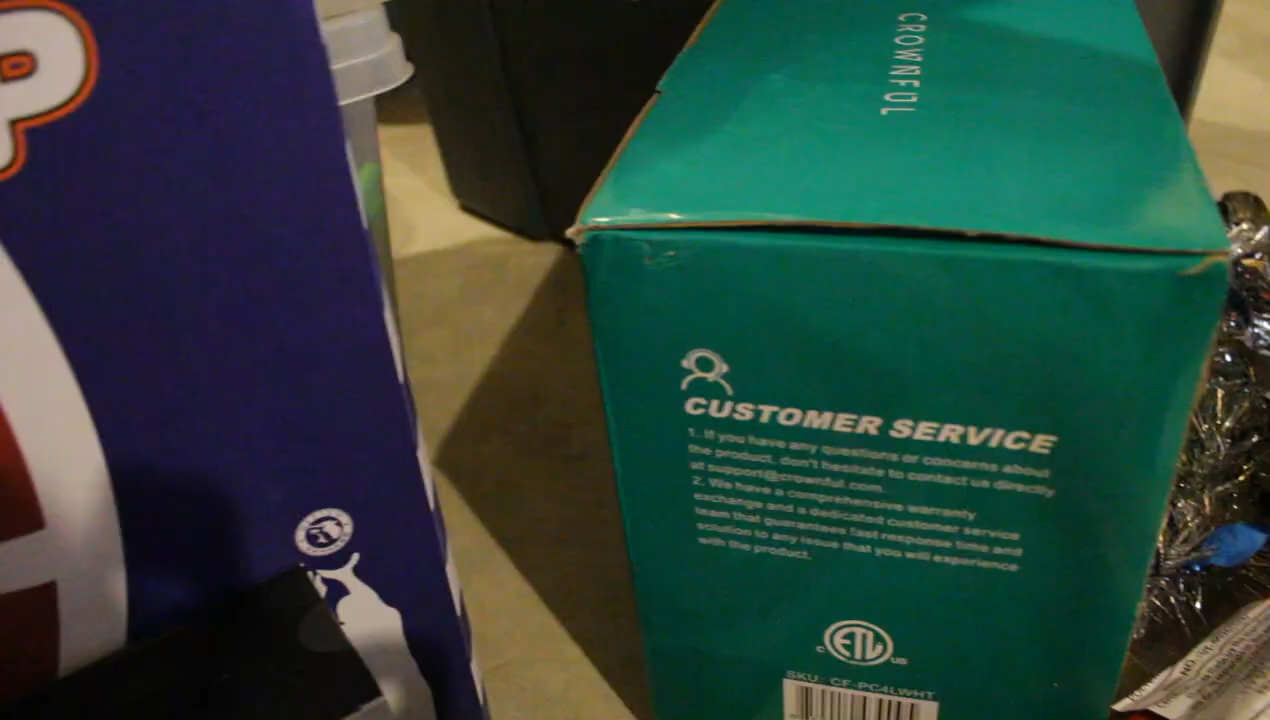 CROWNFUL
CUSTOMER SERVICE
1. If you have any questions or concerns about
the product, don't hesitate to contact us directly
at support@crownful.com.
2. We have a comprehensive warranty
exchange and a dedicated customer service
team that guarantees fast response time and
solution to any issue that you will experience
with the product.
C ETL US
SKU: CF-PC4LWHT